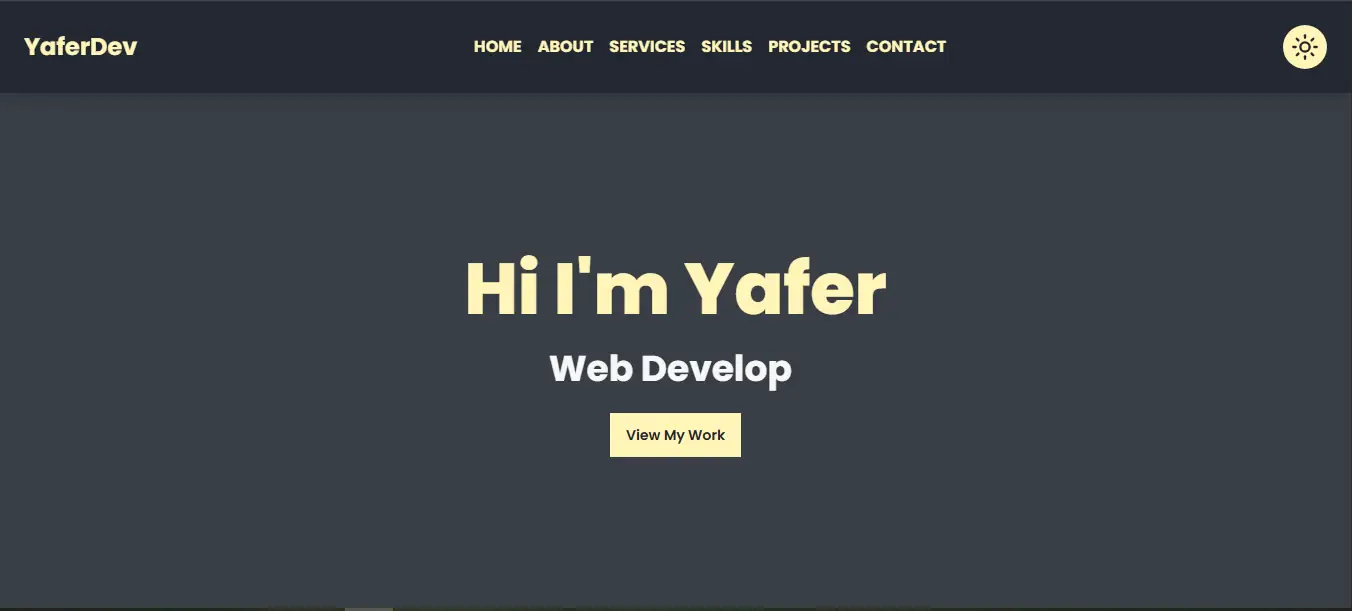 YaferDev
HOME ABOUT SERVICES SKILLS PROJECTS CONTACT
Hi I'm Yafer
Web Develop
View My Work